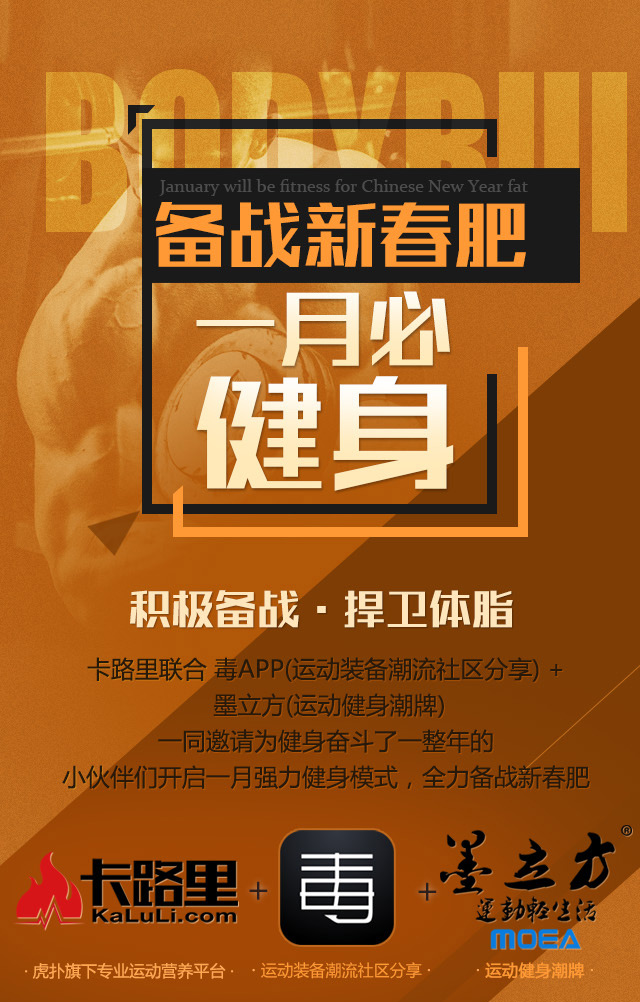 BODYBUI
January will be fitness for Chinese New Year fat
备战新春肥
一月必
健身
积极备战·捍卫体脂
卡路里联合 毒APP(运动装备潮流社区分享) +
墨立方(运动健身潮牌)
一同邀请为健身奋斗了一整年的
小伙伴们开启一月强力健身模式，全力备战新春肥
卡路里
KaLuLi.com
+
毒
+
墨立方®
運動輕生活
MOEA
·虎扑旗下专业运动营养平台·
·运动装备潮流社区分享·
·运动健身潮牌·